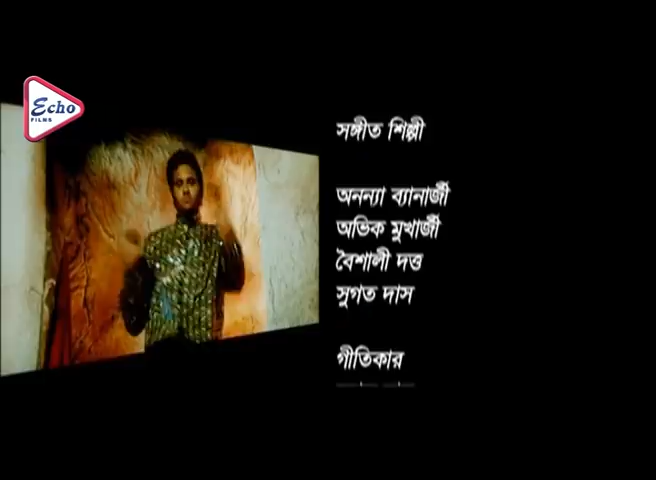 Echo
FILMS
সঙ্গীত শিল্পী
অনন্যা ব্যানার্জী
অভিক মুখার্জী
বৈশালী দত্ত
সুগত দাস
গীতিকার